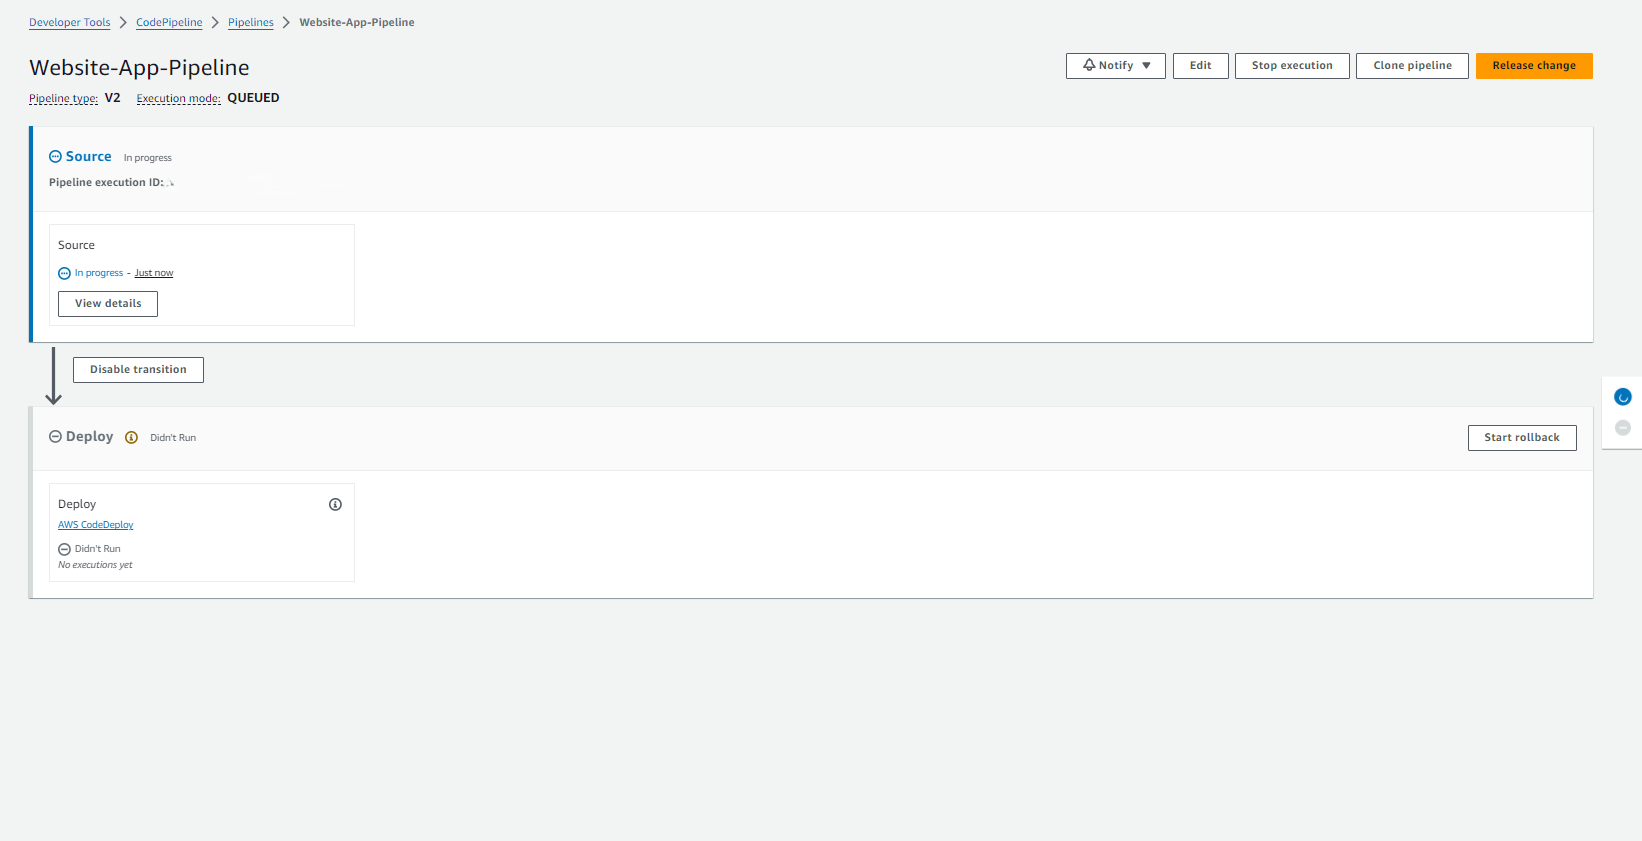 Developer Tools > CodePipeline > Pipelines > Website-App-Pipeline
Website-App-Pipeline
Notify ▼ Edit Stop execution Clone pipeline Release change
Pipeline type: V2 Execution mode: QUEUED
Source In progress
Pipeline execution ID:
Source
In progress - Just now
View details
Disable transition
Deploy Didn't Run
Start rollback
Deploy
AWS CodeDeploy
Didn't Run
No executions yet